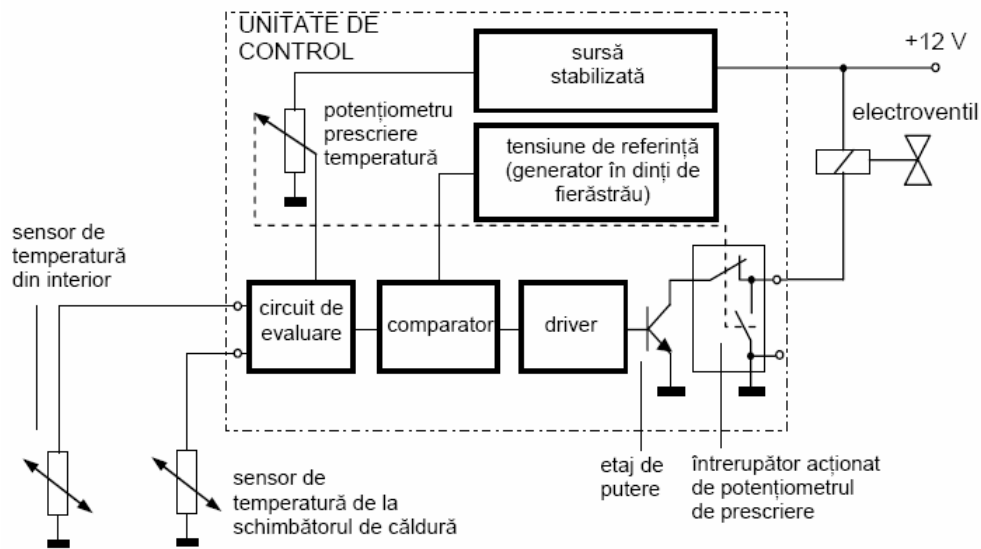 UNITATE DE
CONTROL
sursă
stabilizată
+12 V
potențiometru
prescriere
temperatură
electroventil
tensiune de referință
(generator în dinți de
fierăstrău)
sensor de
temperatură
din interior
circuit de
evaluare
comparator
driver
etaj de
putere
întrerupător acționat
de potențiometrul
de prescriere
sensor de
temperatură de la
schimbătorul de căldură